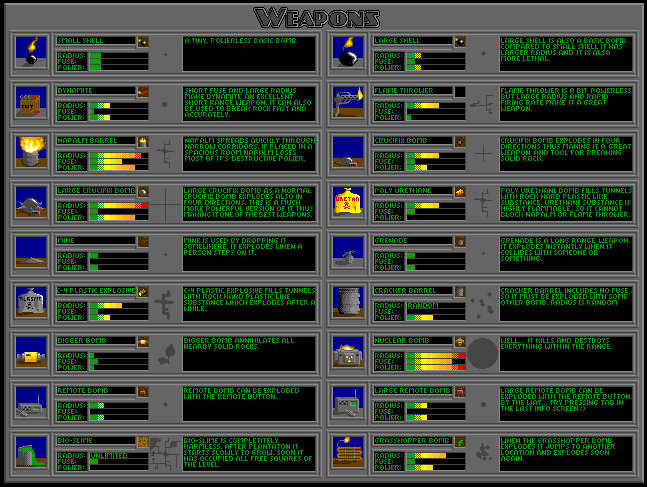 WEAPONS
SMALL SHELL
RADIUS:
FUSE:
POWER:
A TINY, POWERLESS BASIC BOMB.
LARGE SHELL
RADIUS:
FUSE:
POWER:
LARGE SHELL IS ALSO A BASIC BOMB.
COMPARED TO SMALL SHELL IT HAS
LARGER RADIUS AND IT IS ALSO
MORE LETHAL.
DYNAMITE
RADIUS:
FUSE:
POWER:
SHORT FUSE AND LARGE RADIUS
MAKE DYNAMITE AN EXCELLENT
SHORT RANGE WEAPON. IT CAN ALSO
BE USED TO BREAK ROCK FAST AND
ACCURATELY.
FLAME THROWER
RADIUS:
FUSE:
POWER:
FLAME THROWER IS A BIT POWERLESS
BUT LARGE RADIUS AND RAPID
FIRING RATE MAKE IT A GREAT
WEAPON.
NAPALM BARREL
RADIUS:
FUSE:
POWER:
NAPALM SPREADS QUICHLY THROUGH
NARROW CORRIDORS. IF PLACED IN A
SPACIOUS ROOM NAPALM LOSES
MOST OF IT'S DESTRUCTIVE POWER.
CRUCIFIX BOMB
RADIUS:
FUSE:
POWER:
CRUCIFIX BOMB EXPLODES IN FOUR
DIRECTIONS THUS MAKING IT A GREAT
WEAPON AND TOOL FOR BREAKING
SOLID ROCK.
LARGE CRUCIFIX BOMB
RADIUS:
FUSE:
POWER:
LARGE CRUCIFIX BOMB AS A NORMAL
CRUCIFIX BOMB EXPLODES ALSO IN
FOUR DIRECTIONS. THIS IS A MUCH
MORE POWERFUL VERSION OF IT THUS
MAKING IT ONE OF THE BEST WEAPONS.
URETAN
POLY URETHANE
RADIUS:
FUSE:
POWER:
POLY URETHANE BOMB FILLS TUNNELS
WITH ROCK HARD PLASTIC LIKE
SUBSTANCE. URETHANE SUBSTANCE IS
HIGHLY FLAMMABLE, SO IT CANNOT
BLOCK NAPALM OR FLAME THROWER.
MINE
RADIUS:
FUSE:
POWER:
MINE IS USED BY DROPPING IT
SOMEWHERE. IT EXPLODES WHEN A
PERSON STEPS ON IT.
GRENADE
RADIUS:
FUSE:
POWER:
GRENADE IS A LONG RANGE WEAPON.
IT EXPLODES INSTANTLY WHEN IT
COLLIDES WITH SOMEONE OR
SOMETHING.
C-4 PLASTIC EXPLOSIVE
RADIUS:
FUSE:
POWER:
C-4 PLASTIC EXPLOSIVE FILLS TUNNELS
WITH ROCK HARD PLASTIC LIKE
SUBSTANCE WHICH EXPLODES AFTER A
WHILE.
CRACKER BARREL
RADIUS: RANDOM
FUSE:
POWER:
CRACKER BARREL INCLUDES NO FUSE,
SO IT MUST BE EXPLODED WITH SOME
OTHER BOMB. RADIUS IS RANDOM
DIGGER BOMB
RADIUS:
FUSE:
POWER:
DIGGER BOMB ANNIHILATES ALL
NEARBY SOLID ROCKS.
NUCLEAR BOMB
RADIUS:
FUSE:
POWER:
WELL... IT KILLS AND DESTROYS
EVERYTHING WITHIN THE RANGE.
REMOTE BOMB
RADIUS:
FUSE:
POWER:
REMOTE BOMB CAN BE EXPLODED
WITH THE REMOTE BUTTON.
LARGE REMOTE BOMB
RADIUS:
FUSE:
POWER:
LARGE REMOTE BOMB CAN BE
EXPLODED WITH THE REMOTE BUTTON.
BY THE WAY... TRY PRESSING TAB IN
THE LAST INFO SCREEN ;)
BIO-SLIME
RADIUS: UNLIMITED
FUSE:
POWER:
BIO-SLIME IS COMPLETITELY
HARMLESS. AFTER PLANTATION IT
STARTS SLOWLY TO GROW. SOON IT
HAS OCCUPIED ALL FREE SQUARES OF
THE LEVEL.
GRASSHOPPER BOMB
RADIUS:
FUSE:
POWER:
WHEN THE GRASSHOPPER BOMB
EXPLODES IT JUMPS TO ANOTHER
LOCATION AND EXPLODES SOON
AGAIN.